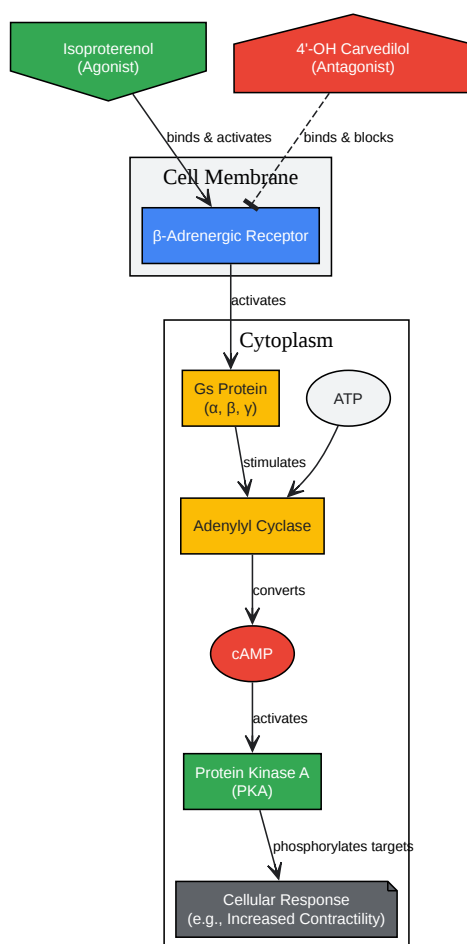 Isoproterenol
(Agonist)
4'-OH Carvedilol
(Antagonist)
binds & activates
binds & blocks
Cell Membrane
β-Adrenergic Receptor
activates
Cytoplasm
Gs Protein
(α, β, γ)
ATP
stimulates
Adenylyl Cyclase
converts
cAMP
activates
Protein Kinase A
(PKA)
phosphorylates targets
Cellular Response
(e.g., Increased Contractility)